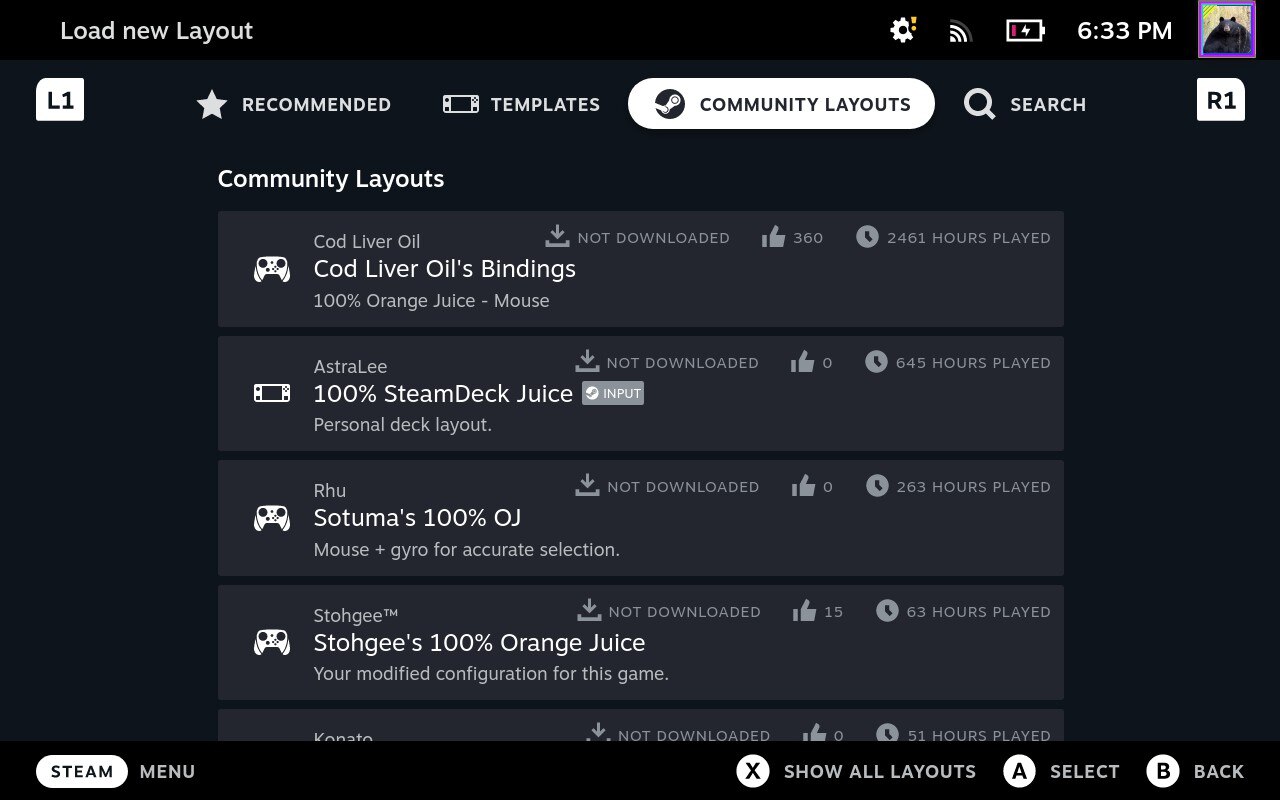 Load new Layout
6:33 PM
L1
RECOMMENDED
TEMPLATES
COMMUNITY LAYOUTS
SEARCH
R1
Community Layouts
Cod Liver Oil
NOT DOWNLOADED
360
2461 HOURS PLAYED
Cod Liver Oil's Bindings
100% Orange Juice - Mouse
AstraLee
NOT DOWNLOADED
0
645 HOURS PLAYED
100% SteamDeck Juice
INPUT
Personal deck layout.
Rhu
NOT DOWNLOADED
0
263 HOURS PLAYED
Sotuma's 100% OJ
Mouse + gyro for accurate selection.
Stohgee™
NOT DOWNLOADED
15
63 HOURS PLAYED
Stohgee's 100% Orange Juice
Your modified configuration for this game.
Konato
NOT DOWNLOADED
0
51 HOURS PLAYED
STEAM
MENU
X
SHOW ALL LAYOUTS
A
SELECT
B
BACK